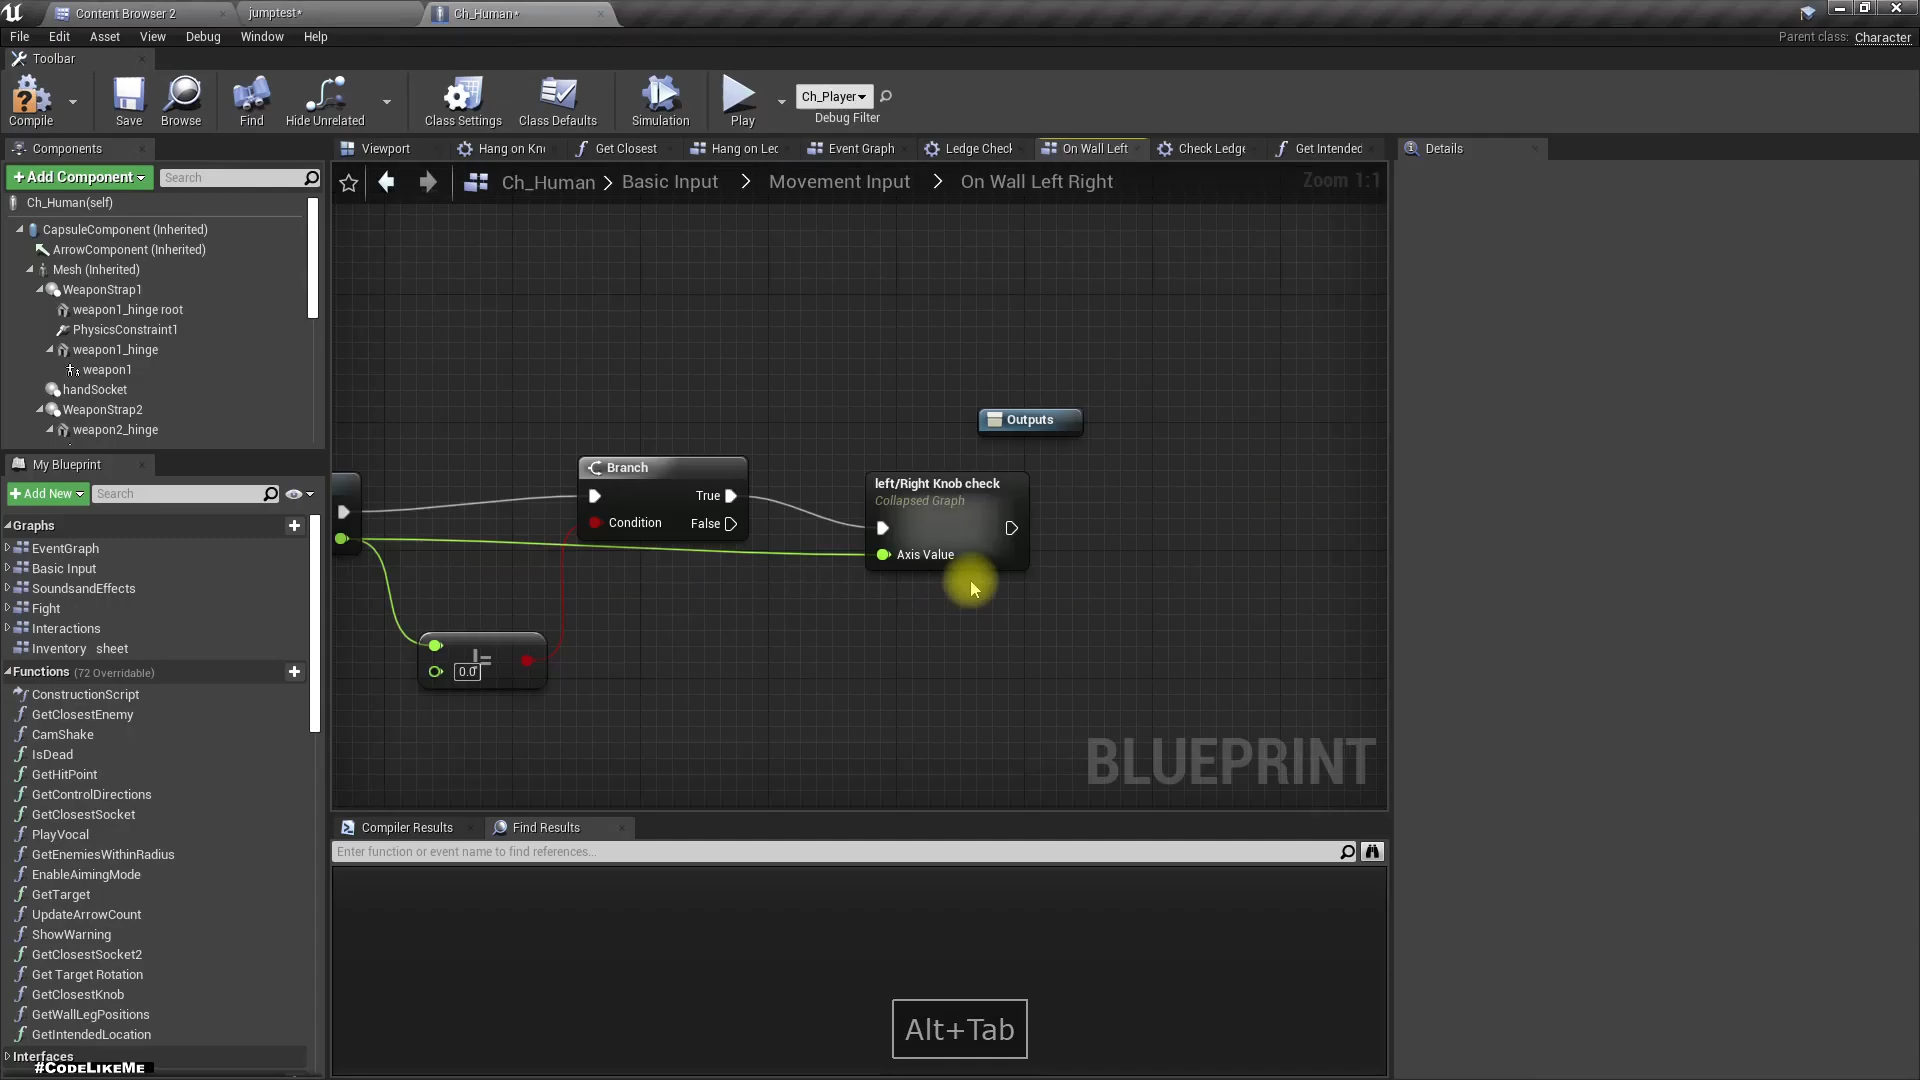 Content Browser 2
jumptest*
Ch_Human*
File Edit Asset View Debug Window Help
Parent class: Character
Toolbar
Compile
Save
Browse
Find
Hide Unrelated
Class Settings
Class Defaults
Simulation
Play
Ch_Player
Debug Filter
Components
+Add Component
Search
Ch_Human(self)
CapsuleComponent (Inherited)
ArrowComponent (Inherited)
Mesh (Inherited)
WeaponStrap1
weapon1_hinge root
PhysicsConstraint1
weapon1_hinge
weapon1
handSocket
WeaponStrap2
weapon2_hinge
My Blueprint
+Add New
Search
Graphs
EventGraph
Basic Input
SoundsandEffects
Fight
Interactions
Inventory sheet
Functions (72 Overridable)
ConstructionScript
GetClosestEnemy
CamShake
IsDead
GetHitPoint
GetControlDirections
GetClosestSocket
PlayVocal
GetEnemiesWithinRadius
EnableAimingMode
GetTarget
UpdateArrowCount
ShowWarning
GetClosestSocket2
Get Target Rotation
GetClosestKnob
GetWallLegPositions
GetIntendedLocation
Interfaces
#CodeLikeMe
Viewport
Hang on Kn
Get Closest
Hang on Led
Event Graph
Ledge Check
On Wall Left
Check Ledge
Get Intended
Details
Ch_Human > Basic Input > Movement Input > On Wall Left Right
Zoom 1:1
Outputs
Branch
True
Condition
False
left/Right Knob check
Collapsed Graph
Axis Value
!=
0.0
BLUEPRINT
Compiler Results
Find Results
Enter function or event name to find references...
Alt+Tab